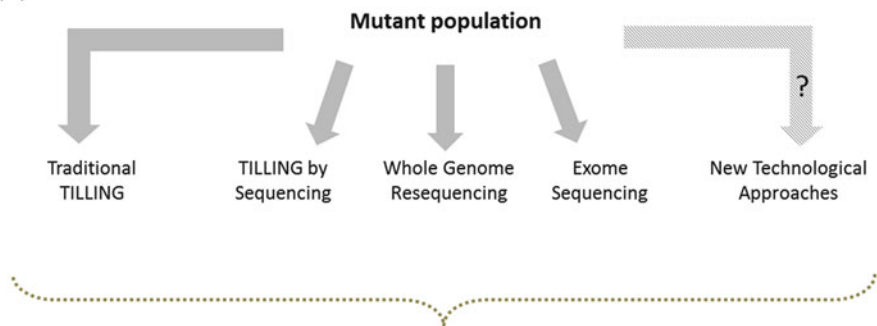 Mutant population
?
Traditional
TILLING
TILLING by
Sequencing
Whole Genome
Resequencing
Exome
Sequencing
New Technological
Approaches